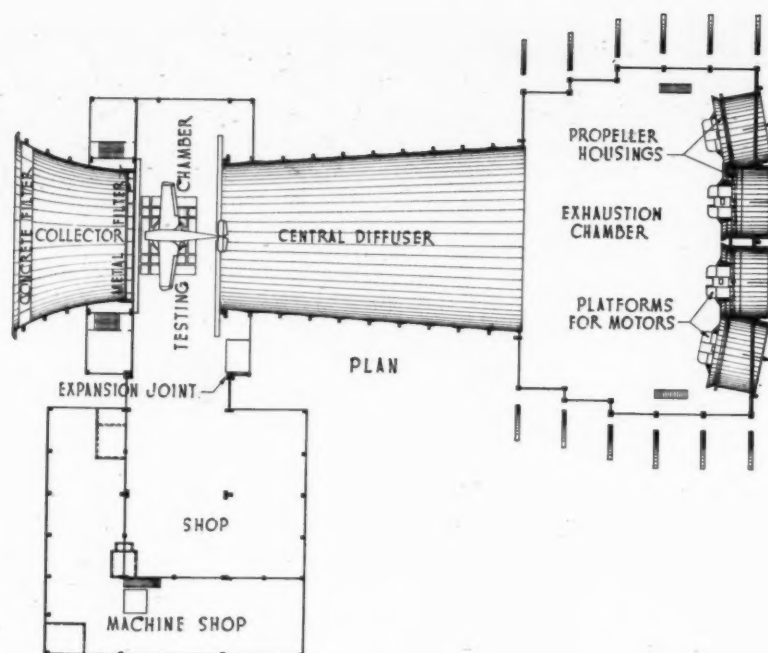 PROPELLER
HOUSINGS
CONCRETE FILTER
COLLECTOR
METAL FILTER
TESTING CHAMBER
CENTRAL DIFFUSER
EXHAUSTION
CHAMBER
PLATFORMS
FOR MOTORS
PLAN
EXPANSION JOINT
SHOP
MACHINE SHOP